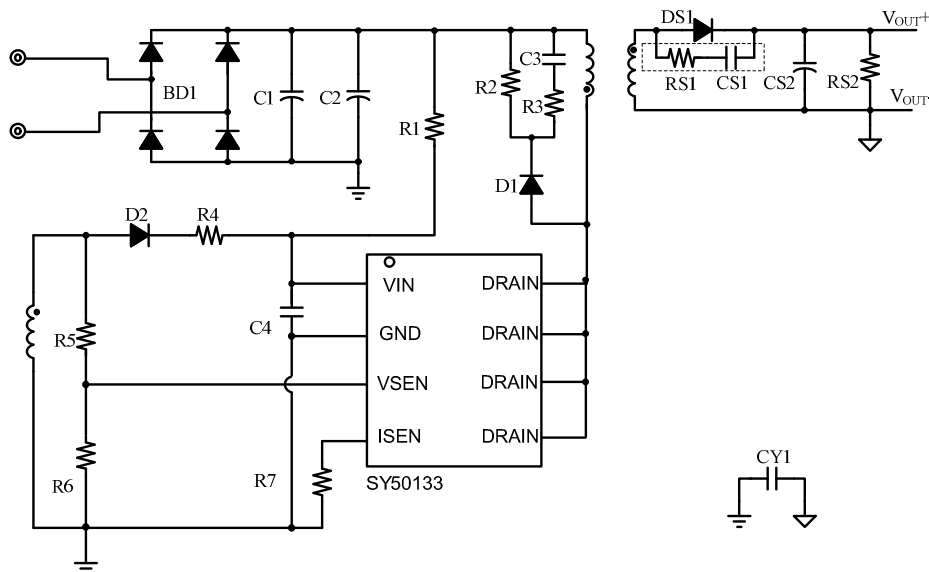 DS1
VOUT+
C3
BD1
C1
C2
R2
R3
RS1
CS1
CS2
RS2
R1
VOUT
D1
D2
R4
VIN
DRAIN
C4
GND
DRAIN
R5
VSEN
DRAIN
ISEN
DRAIN
R6
R7
SY50133
CY1